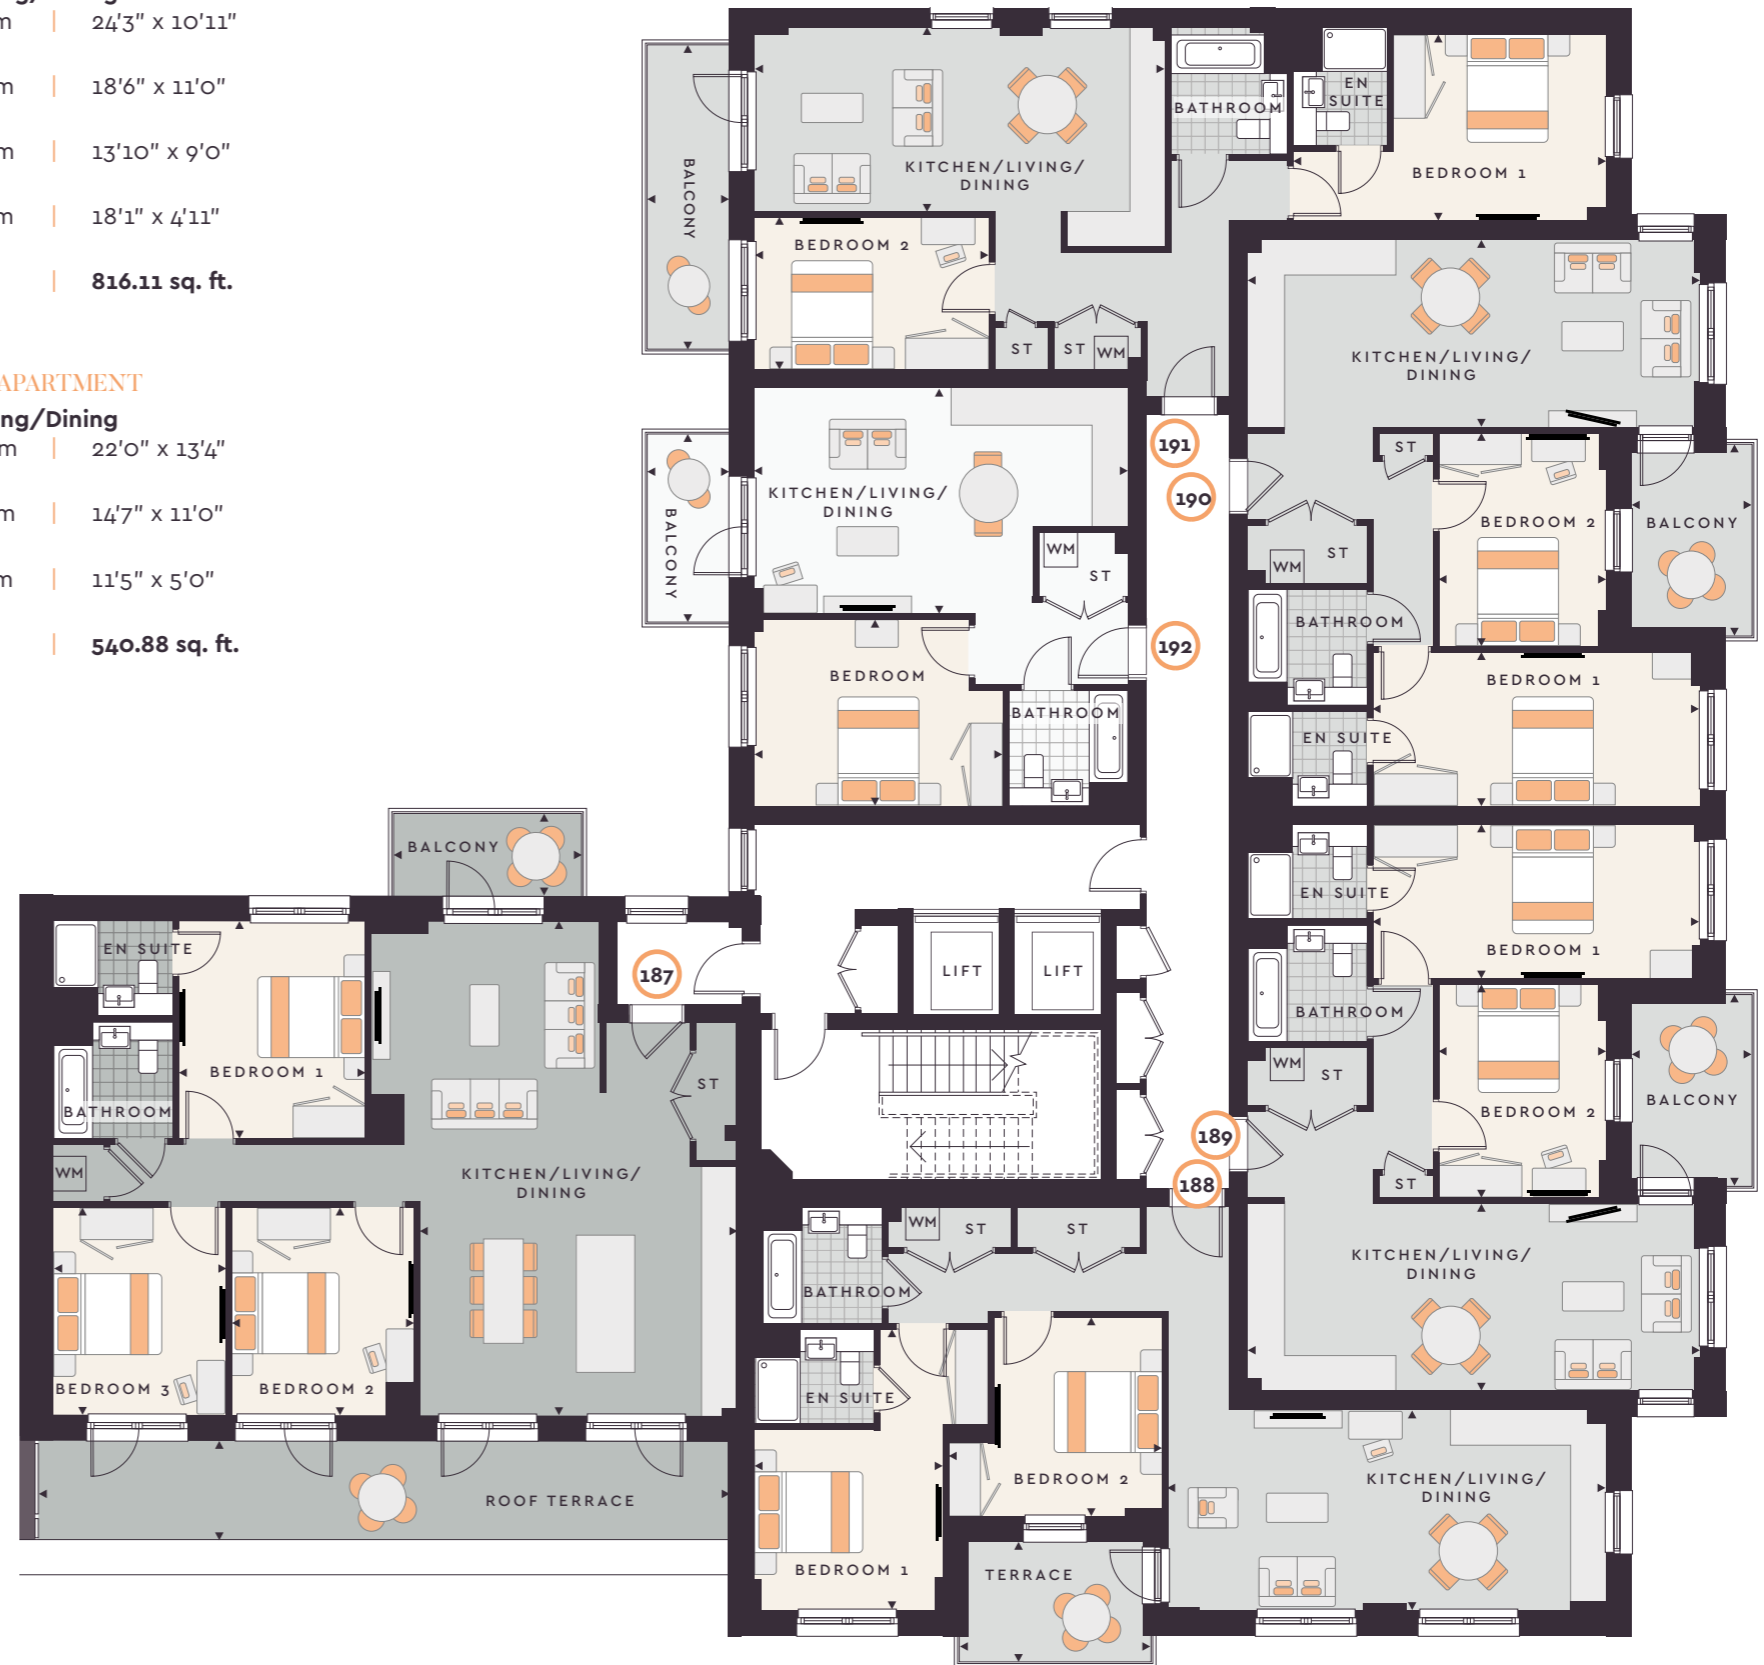 24'3" x 10'11"
m
18'6" x 11'0"
m
13'10" x 9'0"
m
18'1" x 4'11"
816.11 sq. ft.
APARTMENT
ng/Dining
m
22'0" x 13'4"
m
14'7" x 11'0"
m
11'5" x 5'0"
540.88 sq. ft.
BALCONY
KITCHEN/LIVING/
DINING
BATHROOM
EN
SUITE
BEDROOM 1
BEDROOM 2
ST
ST
WM
KITCHEN/LIVING/
DINING
191
190
ST
BEDROOM 2
BALCONY
WM
ST
BATHROOM
BEDROOM 1
EN SUITE
BALCONY
KITCHEN/LIVING/
DINING
WM
ST
192
BEDROOM
BATHROOM
BALCONY
EN SUITE
BEDROOM 1
BATHROOM
WM
187
LIFT
LIFT
ST
KITCHEN/LIVING/
DINING
BEDROOM 3
BEDROOM 2
ROOF TERRACE
EN SUITE
BEDROOM 1
BATHROOM
WM
ST
BEDROOM 2
BALCONY
189
188
ST
KITCHEN/LIVING/
DINING
WM
ST
ST
BATHROOM
EN SUITE
BEDROOM 2
BEDROOM 1
TERRACE
KITCHEN/LIVING/
DINING